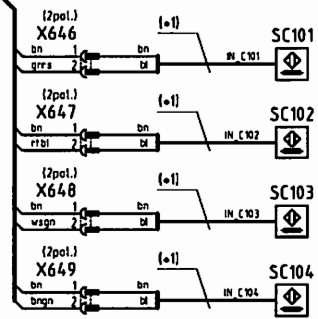 (2pol.)
X646 (*1) SC101
bn 1 bn
grrs 2 bl IN_C101
(2pol.)
X647 (*1) SC102
bn 1 bn
rtbl 2 bl IN_C102
(2pol.)
X648 (*1) SC103
bn 1 bn
wsgn 2 bl IN_C103
(2pol.)
X649 (*1) SC104
bn 1 bn
bngn 2 bl IN_C104